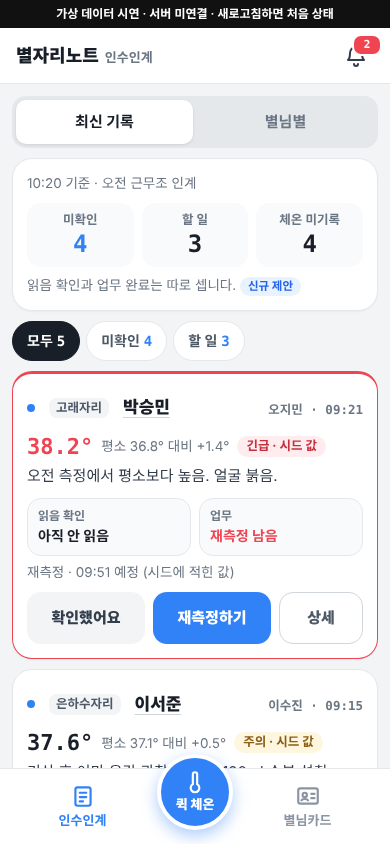 가상 데이터 시연 · 서버 미연결 · 새로고침하면 처음 상태
별자리노트 인수인계
2
최신 기록
별님별
10:20 기준 · 오전 근무조 인계
미확인
4
할 일
3
체온 미기록
4
읽음 확인과 업무 완료는 따로 셉니다. 신규 제안
모두 5
미확인 4
할 일 3
고래자리 박승민 오지민 · 09:21
38.2° 평소 36.8° 대비 +1.4° 긴급 · 시드 값
오전 측정에서 평소보다 높음. 얼굴 붉음.
읽음 확인
아직 안 읽음
업무
재측정 남음
재측정 · 09:51 예정 (시드에 적힌 값)
확인했어요
재측정하기
상세
은하수자리 이서준 이수진 · 09:15
37.6° 평소 37.1° 대비 +0.5° 주의 · 시드 값
인수인계
퀵 체온
별님카드